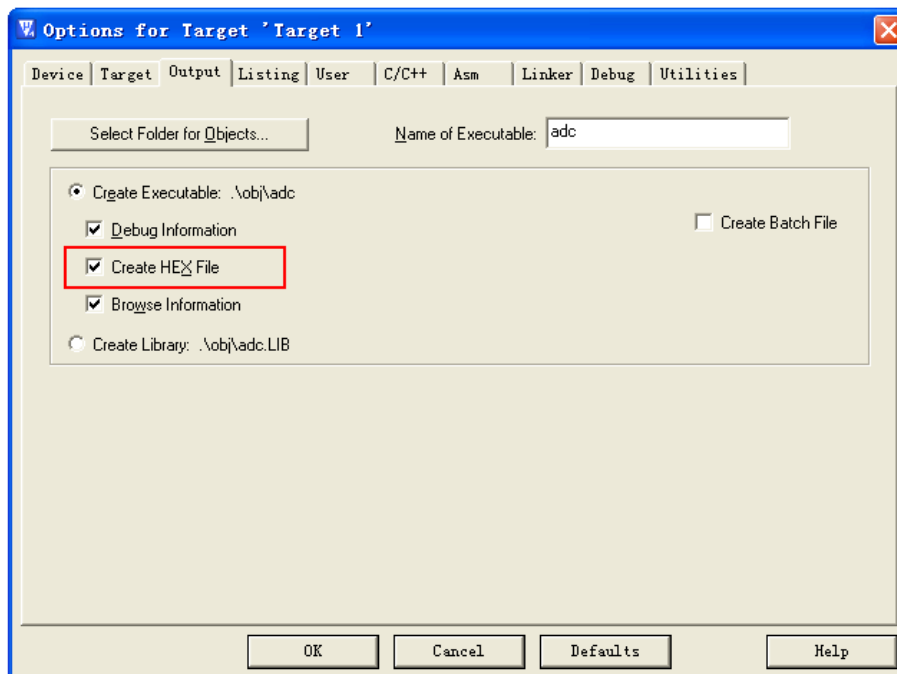 Options for Target 'Target 1'
Device Target Output Listing User C/C++ Asm Linker Debug Utilities
Select Folder for Objects... Name of Executable: adc
Create Executable: .\obj\adc
Debug Information Create Batch File
Create HEX File
Browse Information
Create Library: .\obj\adc.LIB
OK Cancel Defaults Help